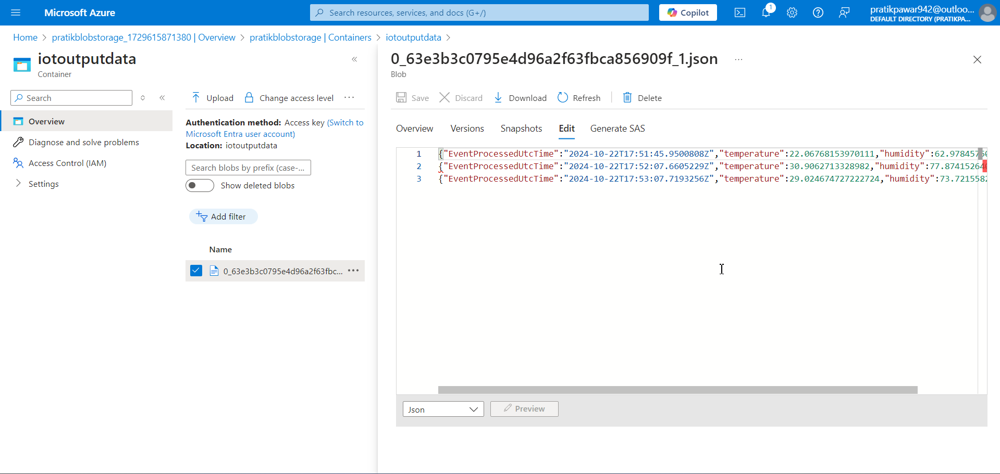 Microsoft Azure
Search resources, services, and docs (G+/)
Copilot
1
pratikpawar942@outloo...
DEFAULT DIRECTORY (PRATIKPA...
Home > pratikblobstorage_1729615871380 | Overview > pratikblobstorage | Containers > iotoutputdata >
iotoutputdata
Container
Search
Overview
Diagnose and solve problems
Access Control (IAM)
Settings
Upload Change access level ...
Authentication method: Access key (Switch to
Microsoft Entra user account)
Location: iotoutputdata
Search blobs by prefix (case-...
Show deleted blobs
Add filter
Name
0_63e3b3c0795e4d96a2f63fbc... ...
0_63e3b3c0795e4d96a2f63fbca856909f_1.json ...
Blob
Save Discard Download Refresh Delete
Overview Versions Snapshots Edit Generate SAS
1 {"EventProcessedUtcTime":"2024-10-22T17:51:45.9500808Z","temperature":22.06768153970111,"humidity":62.9784576
2 {"EventProcessedUtcTime":"2024-10-22T17:52:07.6605229Z","temperature":30.9062713328982,"humidity":77.87415264
3 {"EventProcessedUtcTime":"2024-10-22T17:53:07.7193256Z","temperature":29.024674727222724,"humidity":73.7215582
Json
Preview